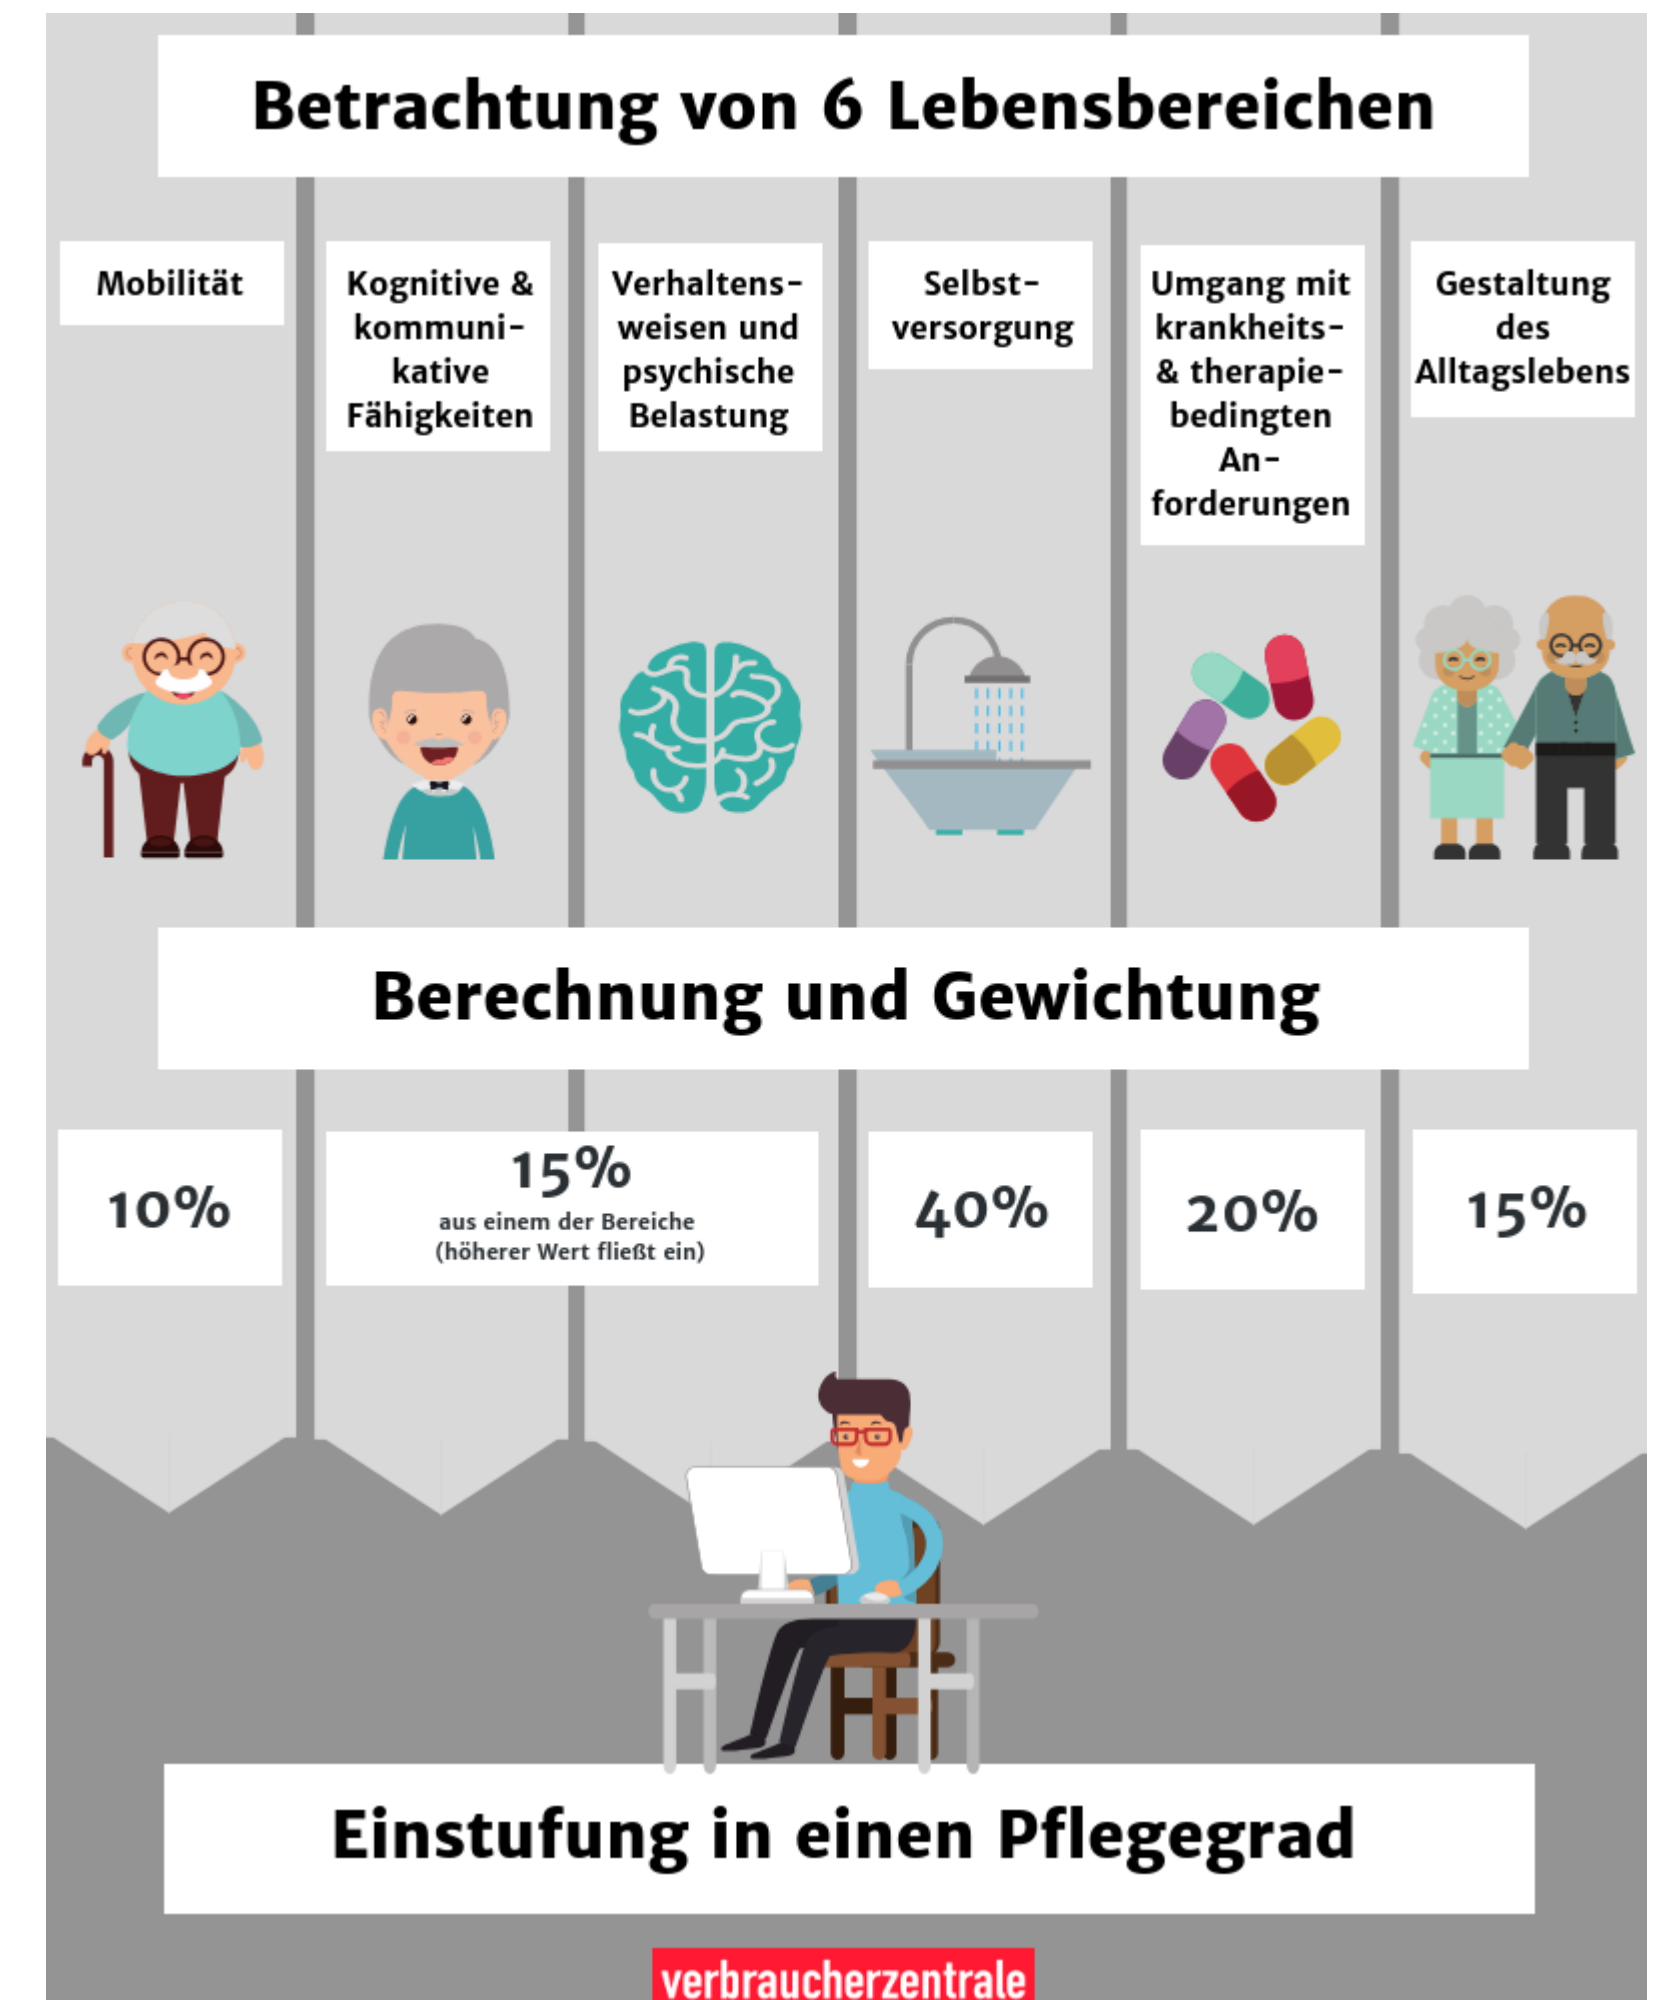 Betrachtung von 6 Lebensbereichen
Mobilität
Kognitive &
kommuni-
kative
Fähigkeiten
Verhaltens-
weisen und
psychische
Belastung
Selbst-
versorgung
Umgang mit
krankheits-
& therapie-
bedingten
An-
forderungen
Gestaltung
des
Alltagslebens
Berechnung und Gewichtung
10%
15%
aus einem der Bereiche
(höherer Wert fließt ein)
40%
20%
15%
Einstufung in einen Pflegegrad
verbraucherzentrale